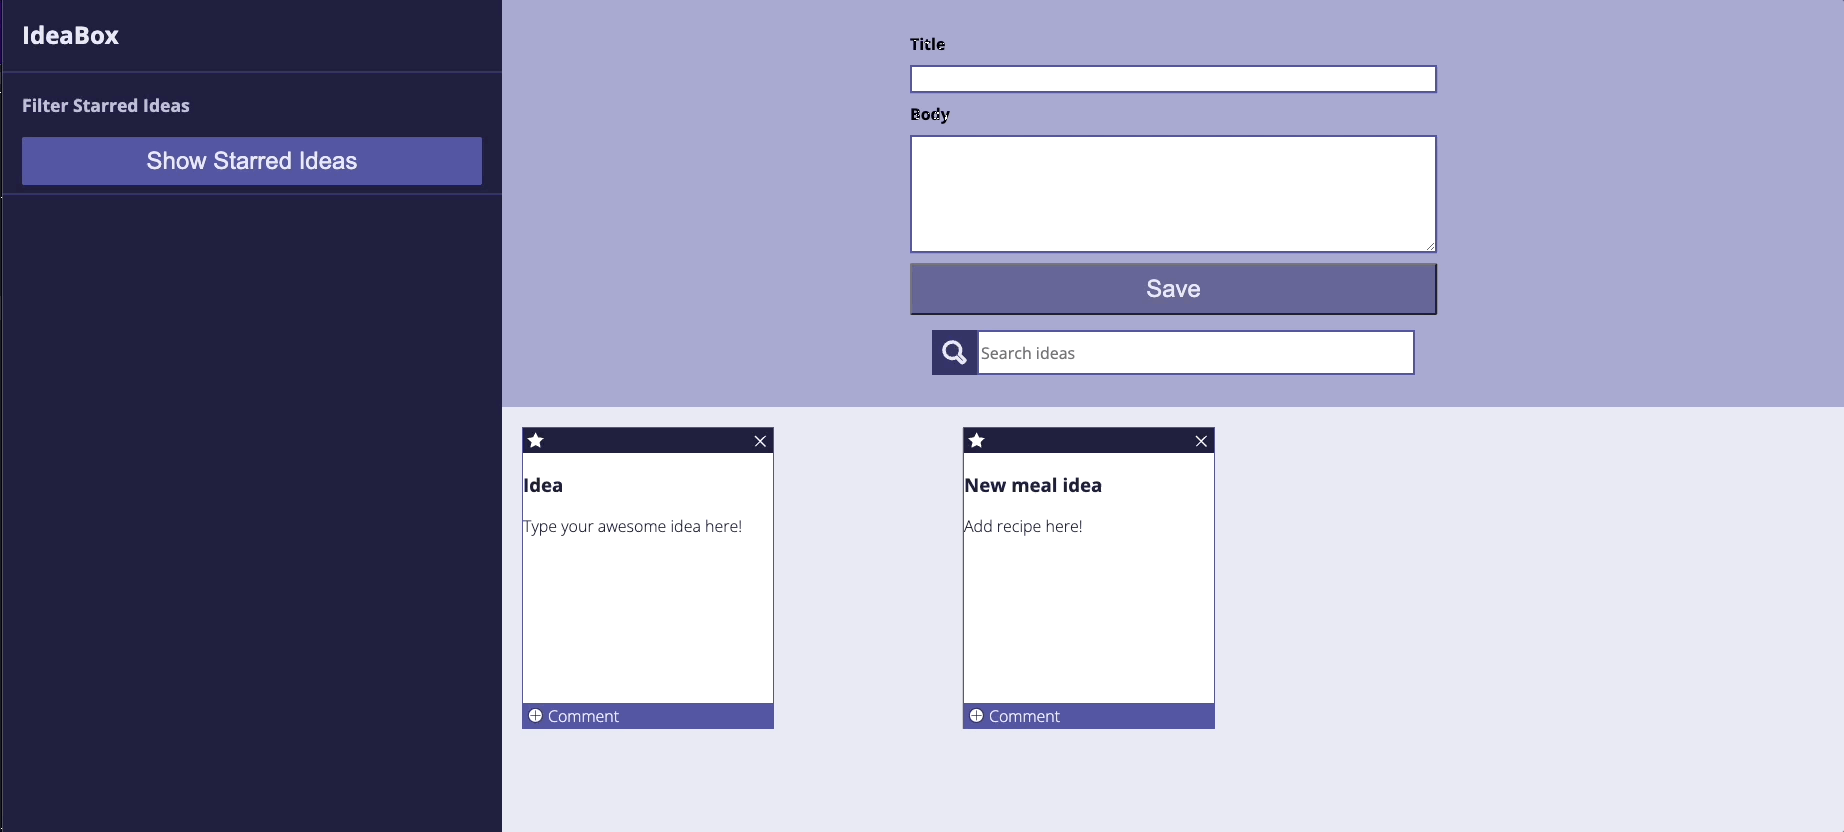 IdeaBox
Filter Starred Ideas
Show Starred Ideas
Title
Body
Save
Search ideas
Idea
Type your awesome idea here!
Comment
New meal idea
Add recipe here!
Comment